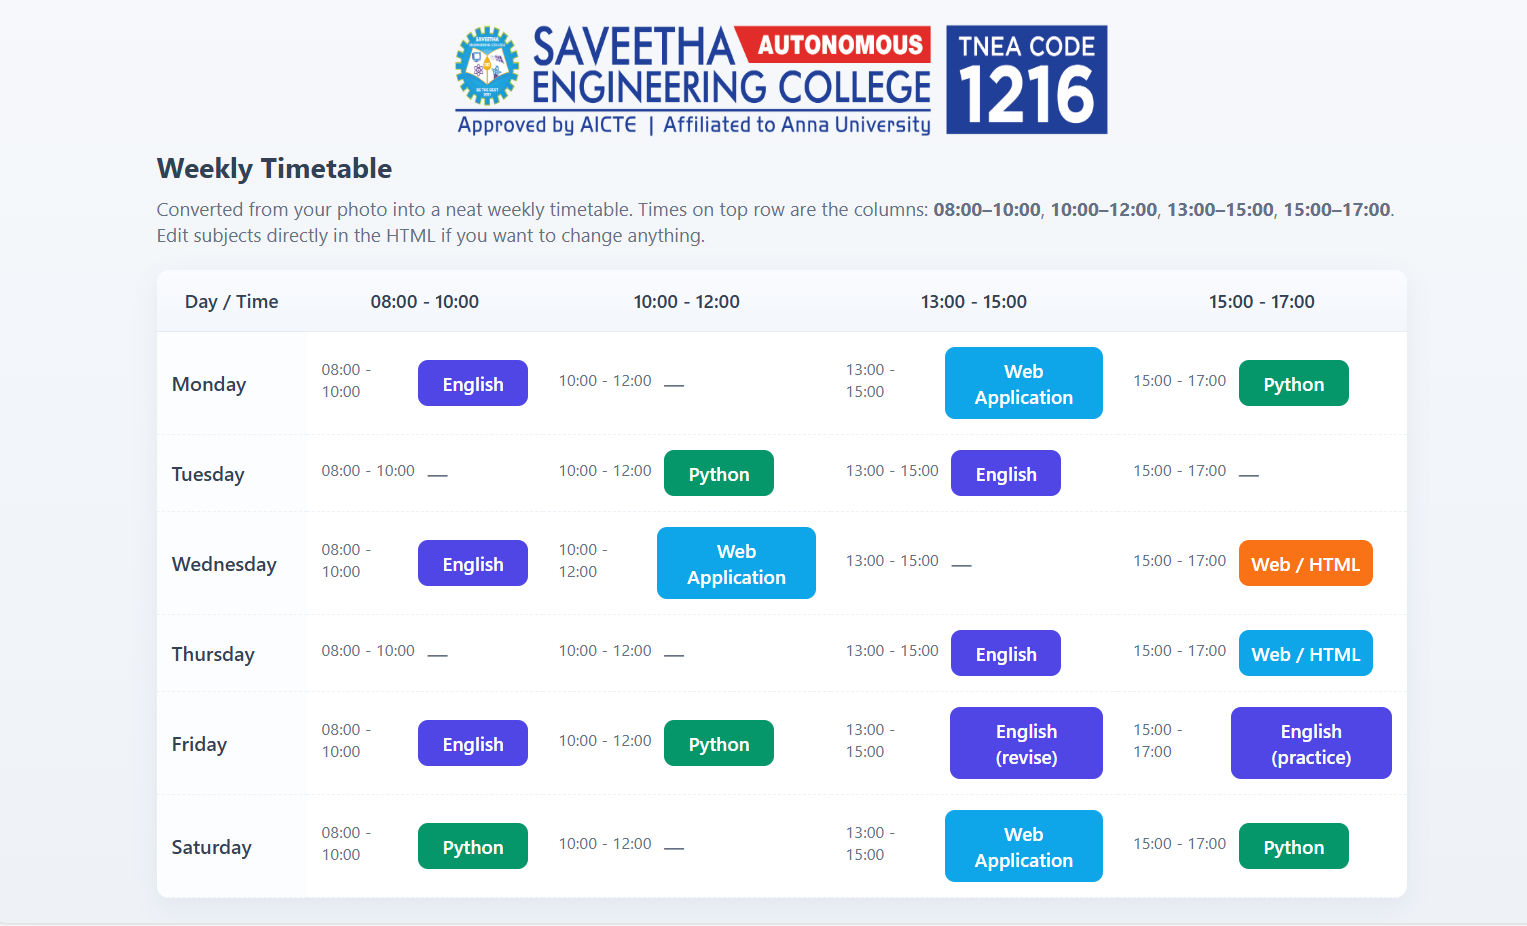 SAVEETHA AUTONOMOUS
ENGINEERING COLLEGE
Approved by AICTE | Affiliated to Anna University
TNEA CODE
1216
SAVEETHA
ENGINEERING COLLEGE
BE THE BEST
Weekly Timetable
Converted from your photo into a neat weekly timetable. Times on top row are the columns: 08:00–10:00, 10:00–12:00, 13:00–15:00, 15:00–17:00.
Edit subjects directly in the HTML if you want to change anything.
Day / Time 08:00 - 10:00 10:00 - 12:00 13:00 - 15:00 15:00 - 17:00
Monday
08:00 -
10:00
English
10:00 - 12:00 —
13:00 -
15:00
Web
Application
15:00 - 17:00 Python
Tuesday 08:00 - 10:00 — 10:00 - 12:00 Python 13:00 - 15:00 English 15:00 - 17:00 —
Wednesday
08:00 -
10:00
English
10:00 -
12:00
Web
Application
13:00 - 15:00 —
15:00 - 17:00 Web / HTML
Thursday 08:00 - 10:00 — 10:00 - 12:00 — 13:00 - 15:00 English 15:00 - 17:00 Web / HTML
Friday
08:00 -
10:00
English
10:00 - 12:00 Python
13:00 -
15:00
English
(revise)
15:00 -
17:00
English
(practice)
Saturday
08:00 -
10:00
Python
10:00 - 12:00 —
13:00 -
15:00
Web
Application
15:00 - 17:00 Python